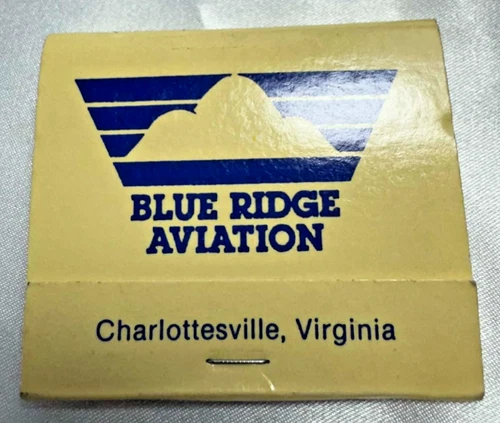 BLUE RIDGE
AVIATION
Charlottesville, Virginia